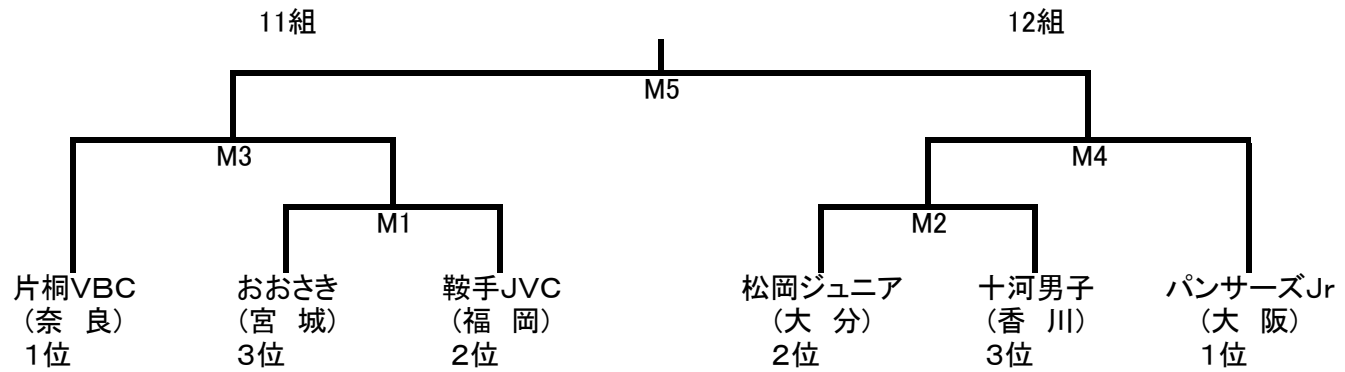 11組 12組
M5
M3 M4
M1 M2
片桐VBC おおさき 鞍手JVC 松岡ジュニア 十河男子 パンサーズJr
(奈 良) (宮 城) (福 岡) (大 分) (香 川) (大 阪)
1位 3位 2位 2位 3位 1位